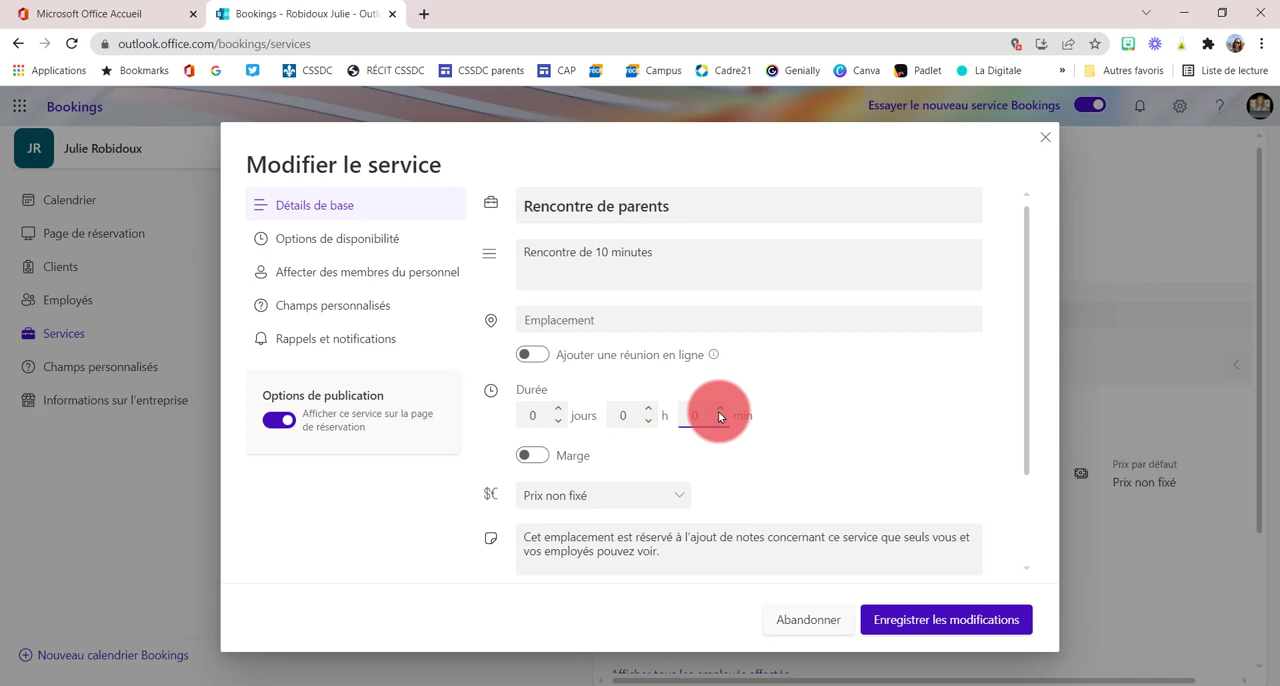 Microsoft Office Accueil
Bookings - Robidoux Julie - Outl
outlook.office.com/bookings/services
Applications
Bookmarks
CSSDC
RÉCIT CSSDC
CSSDC parents
CAP
Campus
Cadre21
Genially
Canva
Padlet
La Digitale
»
Autres favoris
Liste de lecture
Bookings
Essayer le nouveau service Bookings
JR
Julie Robidoux
Calendrier
Page de réservation
Clients
Employés
Services
Champs personnalisés
Informations sur l'entreprise
Nouveau calendrier Bookings
Modifier le service
Détails de base
Options de disponibilité
Affecter des membres du personnel
Champs personnalisés
Rappels et notifications
Options de publication
Afficher ce service sur la page
de réservation
Rencontre de parents
Rencontre de 10 minutes
Emplacement
Ajouter une réunion en ligne
Durée
0 jours 0 h 0 min
Marge
$€ Prix non fixé
Cet emplacement est réservé à l'ajout de notes concernant ce service que seuls vous et
vos employés pouvez voir.
Abandonner
Enregistrer les modifications
Prix par défaut
Prix non fixé
Afficher tous les employés affectés